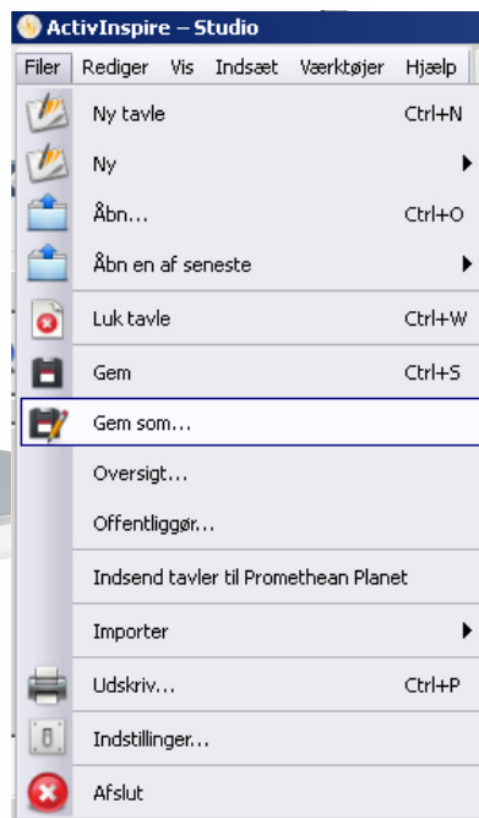 ActivInspire – Studio
Filer Rediger Vis Indsæt Værktøjer Hjælp
Ny tavle Ctrl+N
Ny
Åbn... Ctrl+O
Åbn en af seneste
Luk tavle Ctrl+W
Gem Ctrl+S
Gem som...
Oversigt...
Offentliggør...
Indsend tavler til Promethean Planet
Importer
Udskriv... Ctrl+P
Indstillinger...
Afslut